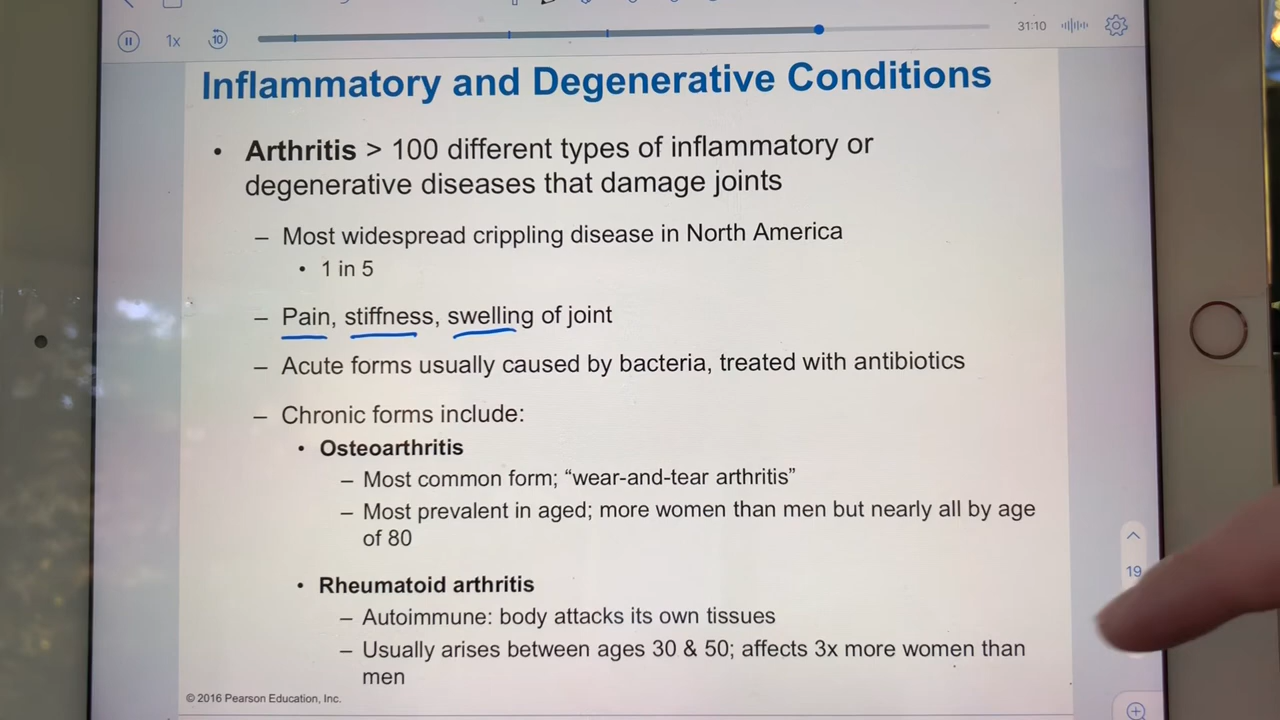 1x
10
31:10
Inflammatory and Degenerative Conditions
• Arthritis > 100 different types of inflammatory or
degenerative diseases that damage joints
– Most widespread crippling disease in North America
• 1 in 5
– Pain, stiffness, swelling of joint
– Acute forms usually caused by bacteria, treated with antibiotics
– Chronic forms include:
• Osteoarthritis
– Most common form; “wear-and-tear arthritis”
– Most prevalent in aged; more women than men but nearly all by age
of 80
• Rheumatoid arthritis
– Autoimmune: body attacks its own tissues
– Usually arises between ages 30 & 50; affects 3x more women than
men
19
© 2016 Pearson Education, Inc.